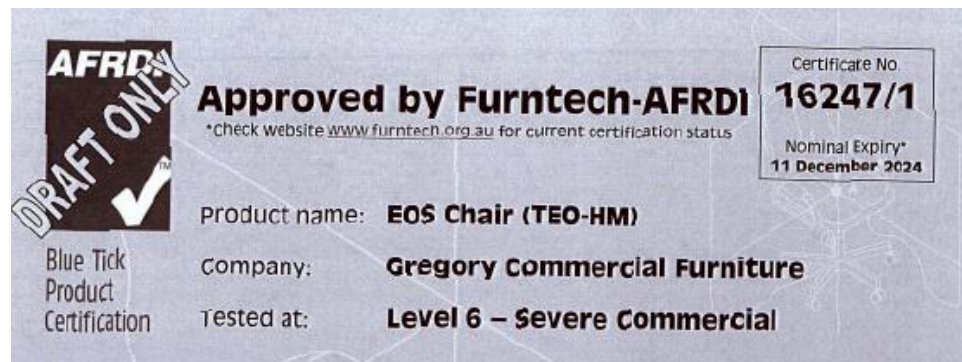 AFRDI
DRAFT ONLY
TM
Blue Tick
Product
Certification
Approved by Furntech-AFRDI
*Check website www.furntech.org.au for current certification status
Certificate No
16247/1
Nominal Expiry*
11 December 2024
Product name: EOS Chair (TEO-HM)
Company: Gregory Commercial Furniture
Tested at: Level 6 – Severe Commercial